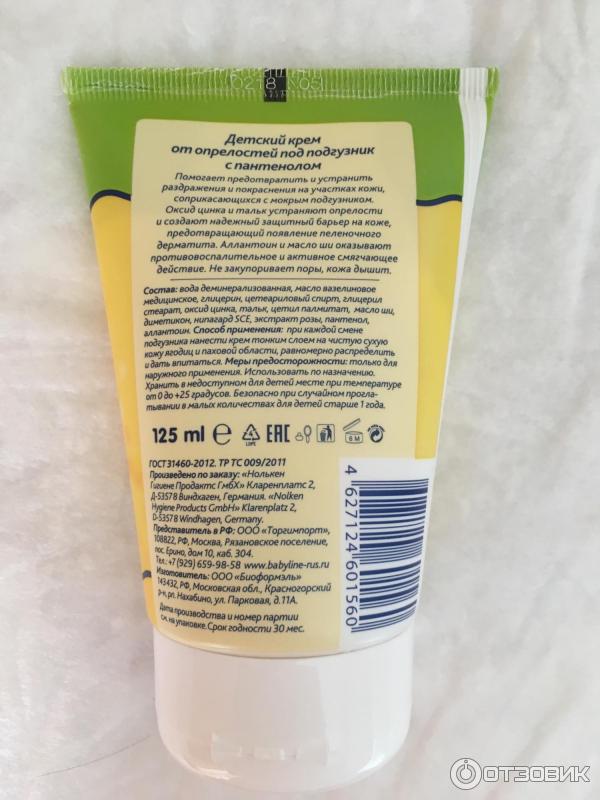 Детский крем
от опрелостей под подгузник
с пантенолом
Помогает предотвратить и устранить
раздражения и покраснения на участках кожи,
соприкасающихся с мокрым подгузником.
Оксид цинка и тальк устраняют опрелости
и создают надежный защитный барьер на коже,
предотвращающий появление пеленочного
дерматита. Аллантоин и масло ши оказывают
противовоспалительное и активное смягчающее
действие. Не закупоривает поры, кожа дышит.
Состав: вода деминерализованная, масло вазелиновое
медицинское, глицерин, цетеариловый спирт, глицерил
стеарат, оксид цинка, тальк, цетил палмитат, масло ши,
диметикон, нипагард SCE, экстракт розы, пантенол,
аллантоин. Способ применения: при каждой смене
подгузника нанести крем тонким слоем на чистую сухую
кожу ягодиц и паховой области, равномерно распределить
и дать впитаться. Меры предосторожности: только для
наружного применения. Использовать по назначению.
Хранить в недоступном для детей месте при температуре
от 0 до +25 градусов. Безопасно при случайном прогла-
тывании в малых количествах для детей старше 1 года.
125 ml e LDPE EAC 6 M
ГОСТ 31460-2012. ТР ТС 009/2011
Произведено по заказу: «Нолькен
Гигиене Продактс ГмбХ» Кларенплатс 2,
Д-53578 Виндхаген, Германия. «Nolken
Hygiene Products GmbH» Klarenplatz 2,
D-53578 Windhagen, Germany.
Представитель в РФ: ООО «Торгимпорт»,
108822, РФ, Москва, Рязановское поселение,
пос. Ерино, дом 10, каб. 304.
Тел.: +7 (929) 659-98-58 www.babyline-rus.ru
Изготовитель: ООО «Биоформэль»
143432, РФ, Московская обл., Красногорский
р-н, рп. Нахабино, ул. Парковая, д.11А.
Дата производства и номер партии
см. на упаковке. Срок годности 30 мес.
4 627124 601560
ОТЗОВИК